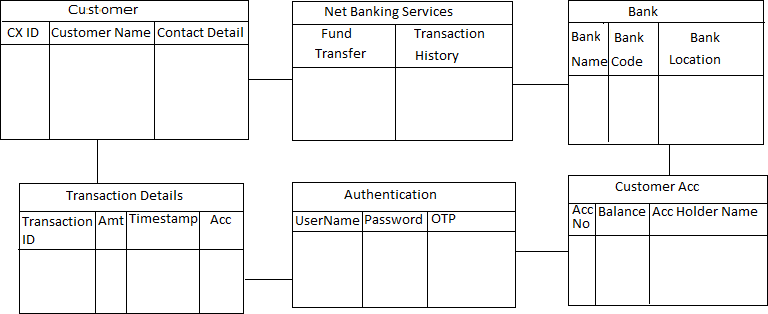 Customer
CX ID Customer Name Contact Detail
Net Banking Services
Fund Transfer
Transaction History
Bank
Bank Name
Bank Code
Bank Location
Transaction Details
Transaction ID
Amt
Timestamp
Acc
Authentication
UserName Password OTP
Customer Acc
Acc No
Balance
Acc Holder Name